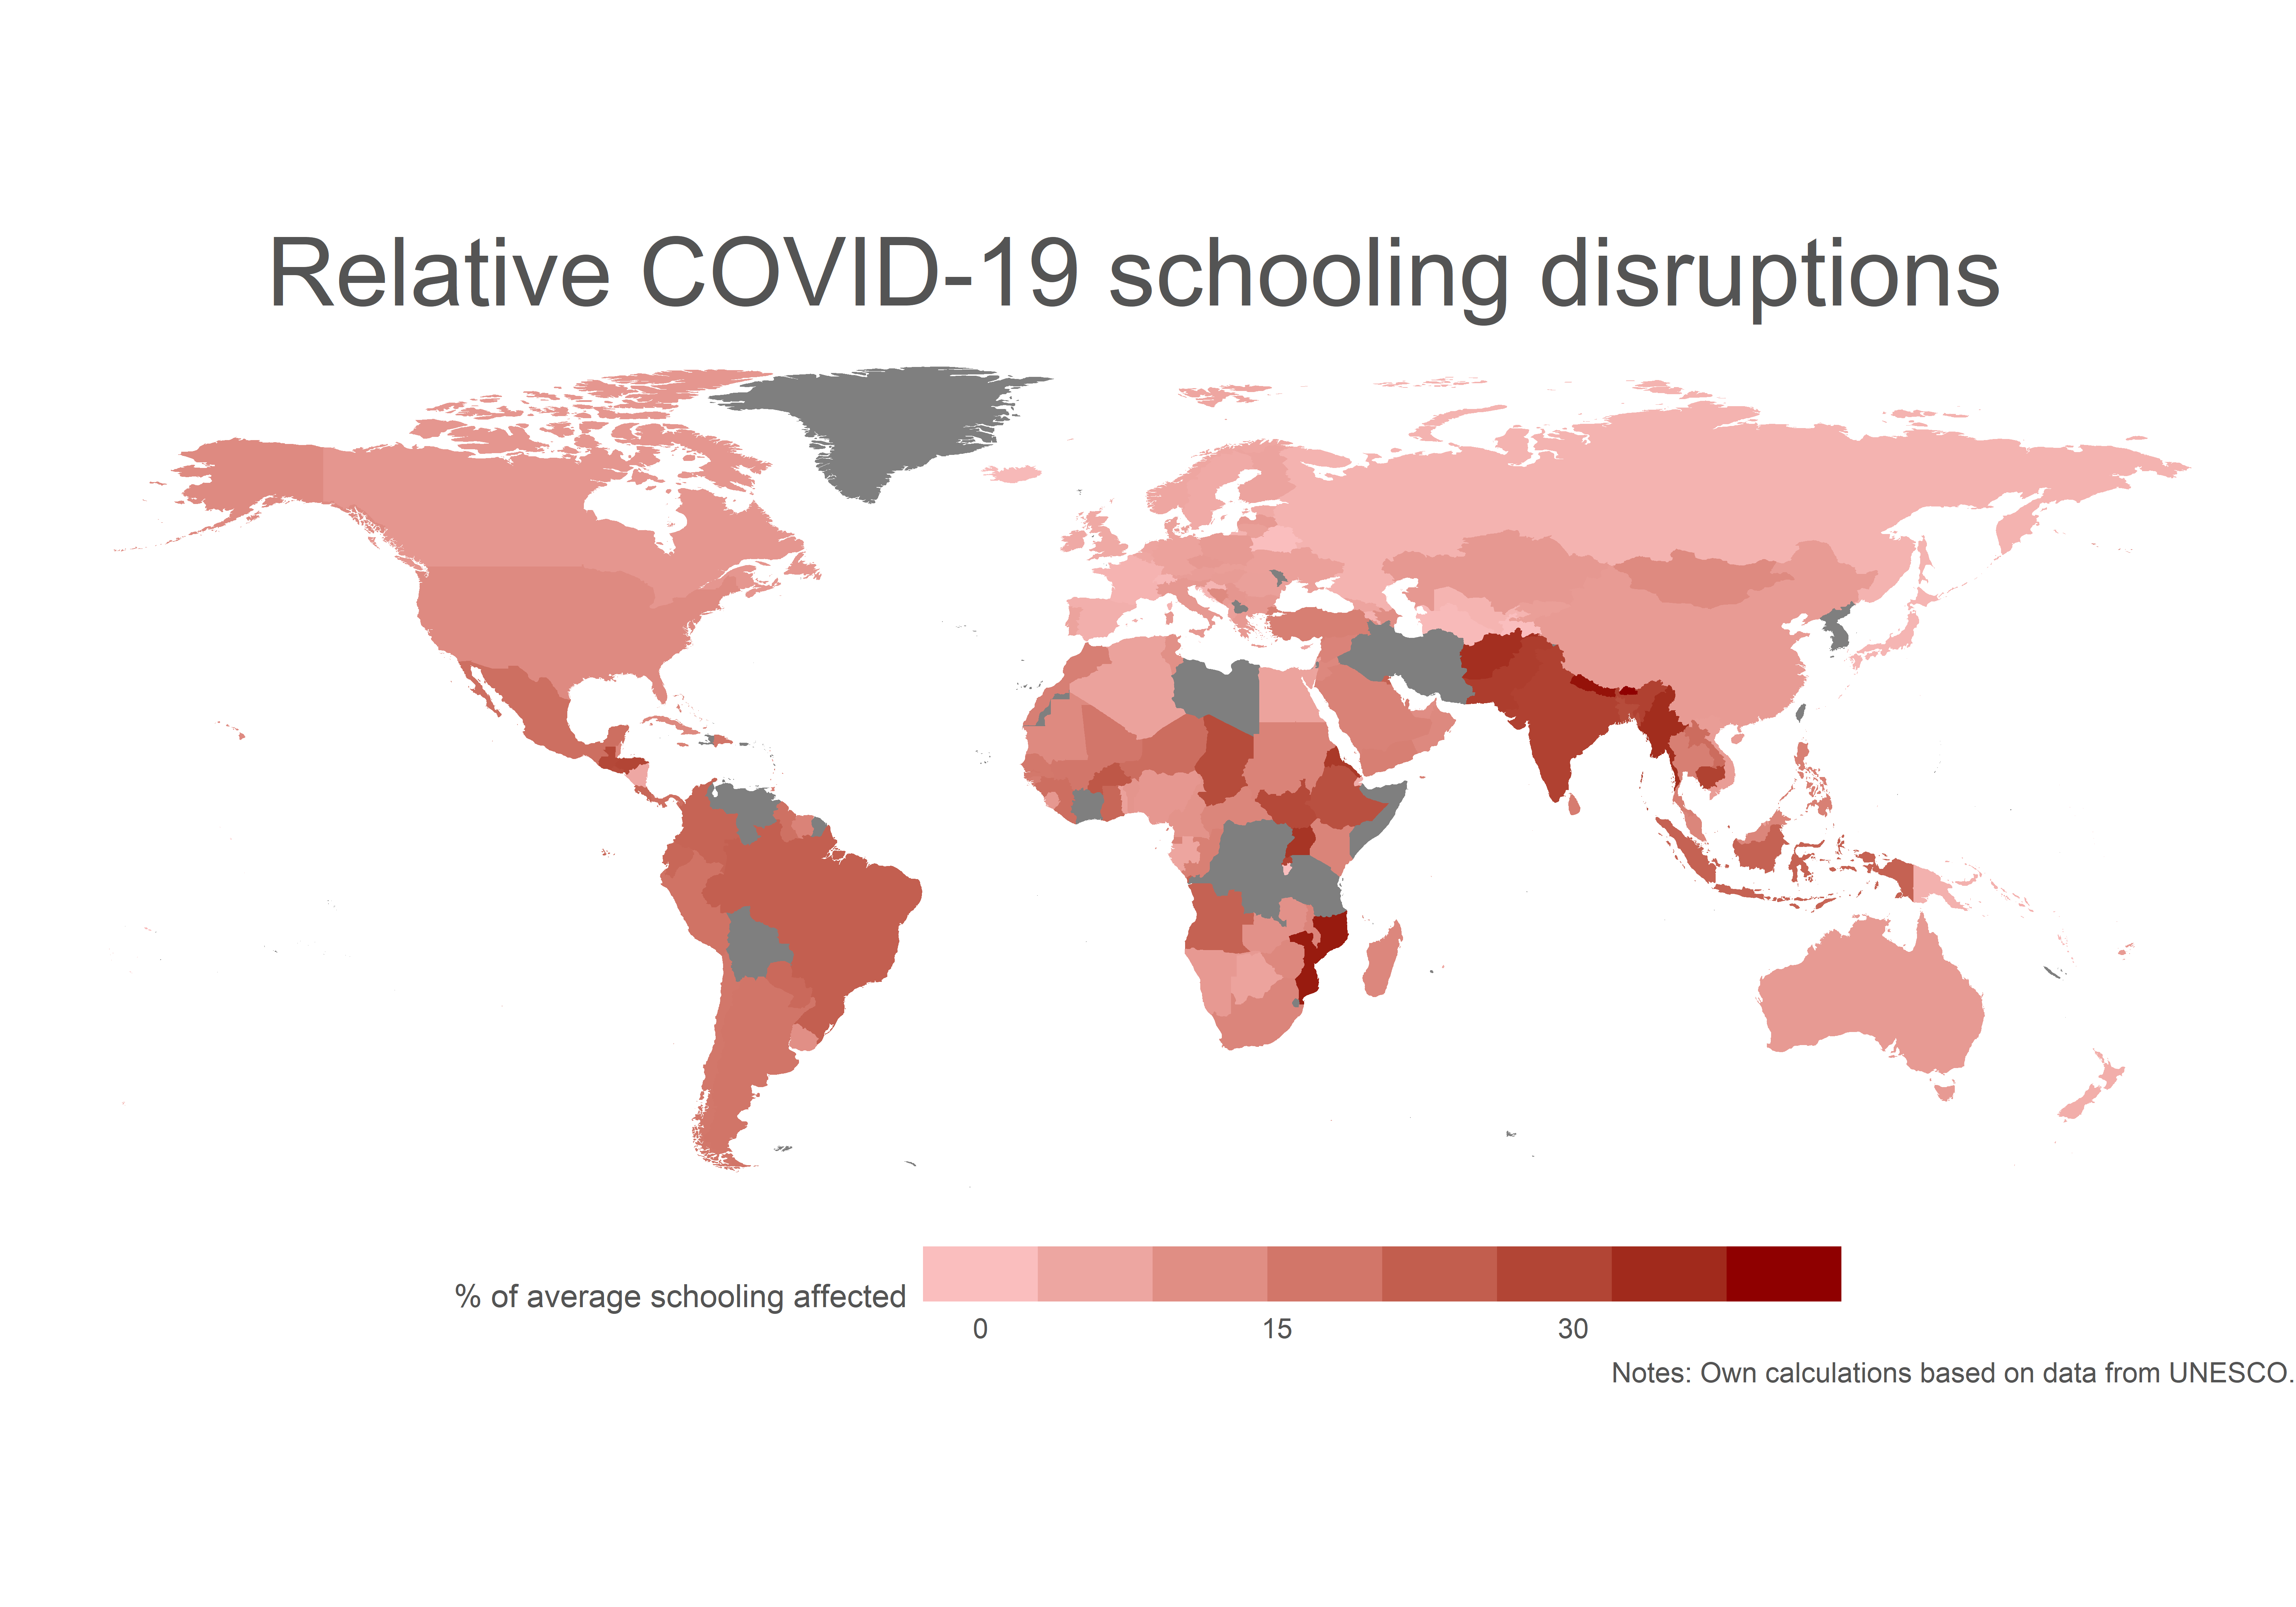 Relative COVID-19 schooling disruptions
% of average schooling affected
0 15 30
Notes: Own calculations based on data from UNESCO.